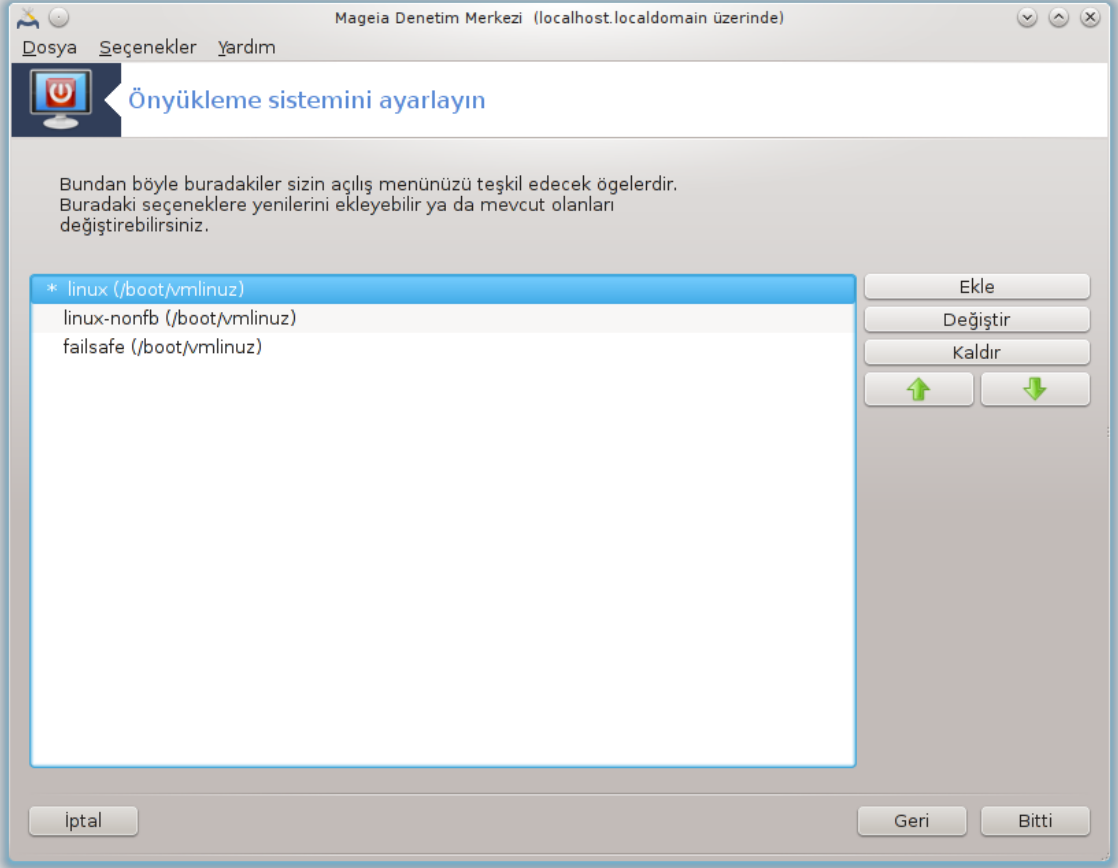 Mageia Denetim Merkezi (localhost.localdomain üzerinde)
Dosya Seçenekler Yardım
Önyükleme sistemini ayarlayın
Bundan böyle buradakiler sizin açılış menünüzü teşkil edecek ögelerdir.
Buradaki seçeneklere yenilerini ekleyebilir ya da mevcut olanları
değiştirebilirsiniz.
* linux (/boot/vmlinuz)
linux-nonfb (/boot/vmlinuz)
failsafe (/boot/vmlinuz)
Ekle
Değiştir
Kaldır
İptal
Geri
Bitti